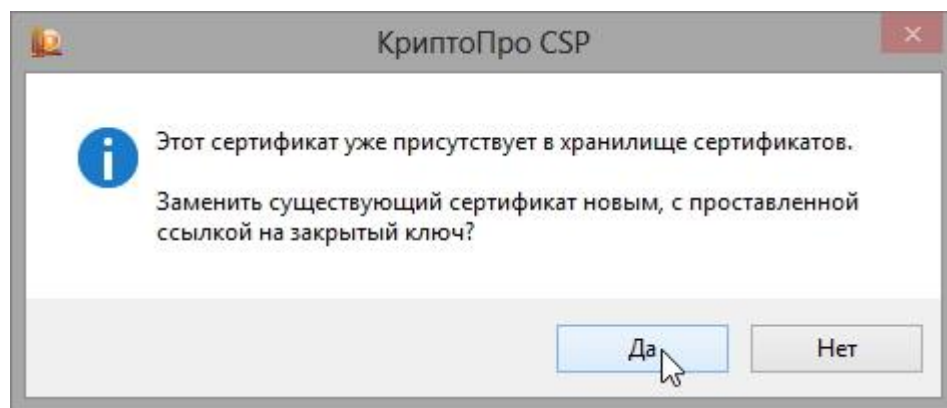 КриптоПро CSP
Этот сертификат уже присутствует в хранилище сертификатов.
Заменить существующий сертификат новым, с проставленной
ссылкой на закрытый ключ?
Да
Нет